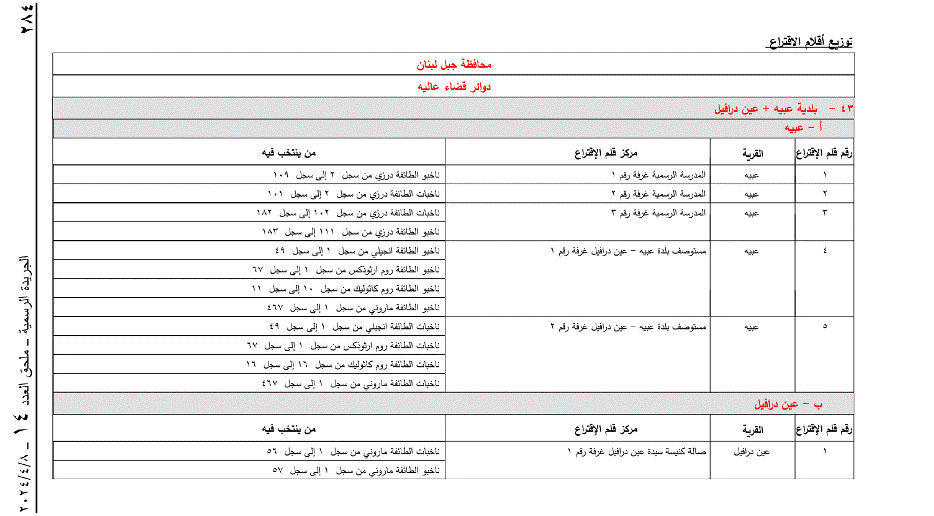 ٢٨٤
الجريدة الرسمية – ملحق العدد ١٤ – ٢٠٢٤/٤/٨
توزيع أقلام الاقتراع
محافظة جبل لبنان
دوائر قضاء عاليه
٤٣ - بلدية عبيه + عين درافيل
أ - عبيه
رقم قلم الإقتراع القرية مركز قلم الإقتراع من ينتخب فيه
١ عبيه المدرسة الرسمية غرفة رقم ١ ناخبو الطائفة درزي من سجل ٢ إلى سجل ١٠٩
٢ عبيه المدرسة الرسمية غرفة رقم ٢ ناخبات الطائفة درزي من سجل ٢ إلى سجل ١٠١
٣ عبيه المدرسة الرسمية غرفة رقم ٣ ناخبات الطائفة درزي من سجل ١٠٢ إلى سجل ١٨٢
ناخبو الطائفة درزي من سجل ١١١ إلى سجل ١٨٣
٤ عبيه مستوصف بلدة عبيه - عين درافيل غرفة رقم ١ ناخبو الطائفة انجيلي من سجل ١ إلى سجل ٤٩
ناخبو الطائفة روم ارثوذكس من سجل ١ إلى سجل ٦٧
ناخبو الطائفة روم كاثوليك من سجل ١٠ إلى سجل ١١
ناخبو الطائفة ماروني من سجل ١ إلى سجل ٤٦٧
٥ عبيه مستوصف بلدة عبيه - عين درافيل غرفة رقم ٢ ناخبات الطائفة انجيلي من سجل ١ إلى سجل ٤٩
ناخبات الطائفة روم ارثوذكس من سجل ١ إلى سجل ٦٧
ناخبات الطائفة روم كاثوليك من سجل ١٦ إلى سجل ١٦
ناخبات الطائفة ماروني من سجل ١ إلى سجل ٤٦٧
ب - عين درافيل
رقم قلم الإقتراع القرية مركز قلم الإقتراع من ينتخب فيه
١ عين درافيل صالة كنيسة سيدة عين درافيل غرفة رقم ١ ناخبات الطائفة ماروني من سجل ١ إلى سجل ٥٦
ناخبو الطائفة ماروني من سجل ١ إلى سجل ٥٧